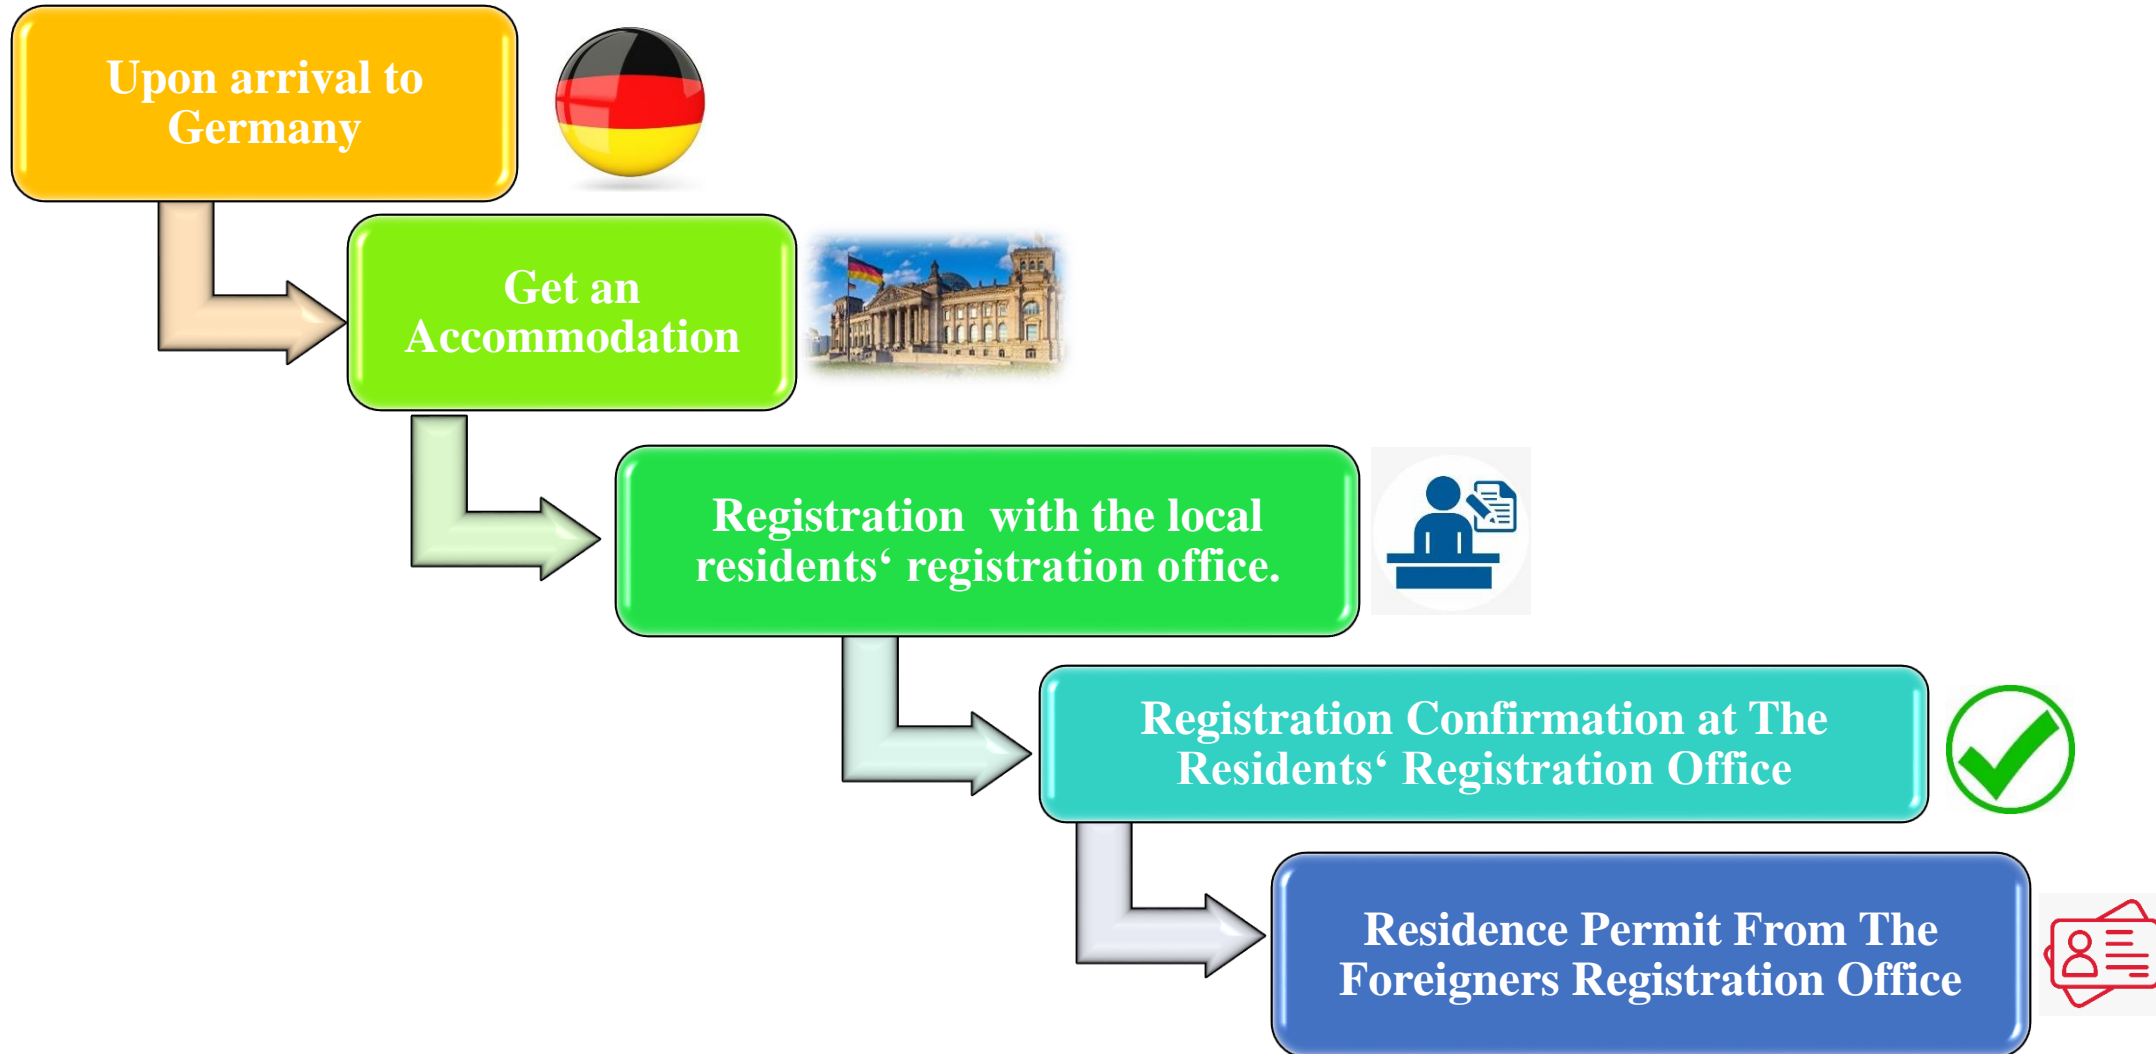 Upon arrival to
Germany
Get an
Accommodation
Registration  with the local
residents‘ registration office.
Registration Confirmation at The
Residents‘ Registration Office
Residence Permit From The
Foreigners Registration Office